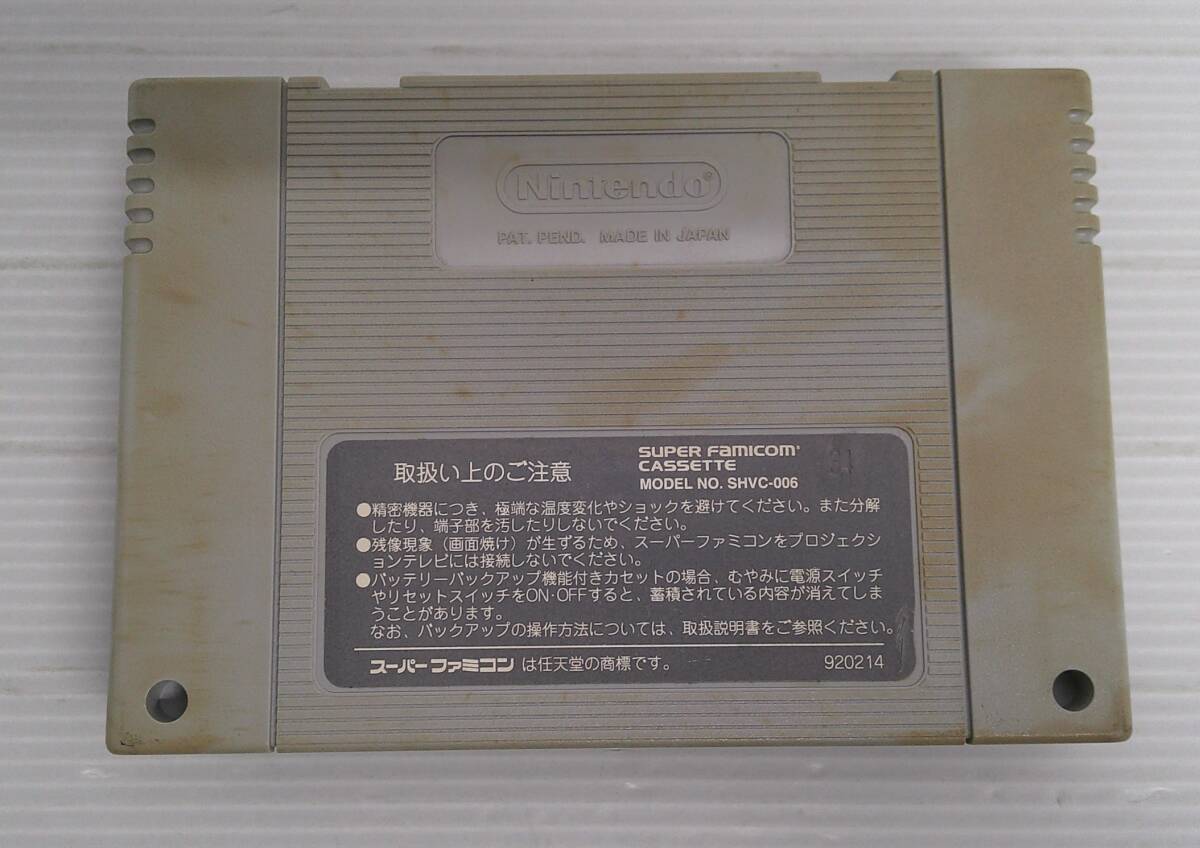 Nintendo®
PAT. PEND. MADE IN JAPAN
取扱い上のご注意
SUPER FAMICOM®
CASSETTE
MODEL NO. SHVC-006
●精密機器につき、極端な温度変化やショックを避けてください。また分解
したり、端子部を汚したりしないでください。
●残像現象（画面焼け）が生ずるため、スーパーファミコンをプロジェクシ
ョンテレビには接続しないでください。
●バッテリーバックアップ機能付きカセットの場合、むやみに電源スイッチ
やリセットスイッチをON·OFFすると、蓄積されている内容が消えてしま
うことがあります。
なお、バックアップの操作方法については、取扱説明書をご参照ください。
スーパーファミコンは任天堂の商標です。
920214